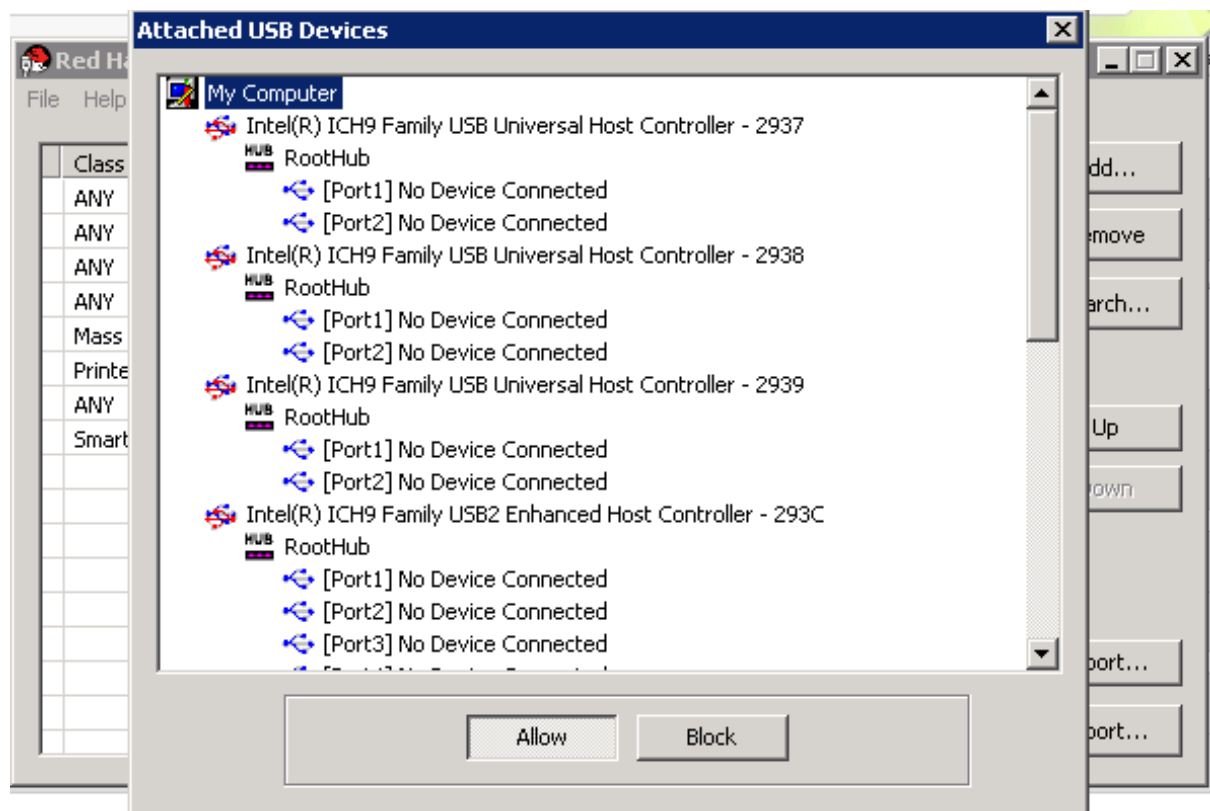 Attached USB Devices
Red Ha
File Help
My Computer
Intel(R) ICH9 Family USB Universal Host Controller - 2937
HUB RootHub
[Port1] No Device Connected
[Port2] No Device Connected
Intel(R) ICH9 Family USB Universal Host Controller - 2938
HUB RootHub
[Port1] No Device Connected
[Port2] No Device Connected
Intel(R) ICH9 Family USB Universal Host Controller - 2939
HUB RootHub
[Port1] No Device Connected
[Port2] No Device Connected
Intel(R) ICH9 Family USB2 Enhanced Host Controller - 293C
HUB RootHub
[Port1] No Device Connected
[Port2] No Device Connected
[Port3] No Device Connected
Allow
Block
Class
ANY
ANY
ANY
ANY
Mass
Printe
ANY
Smart
dd...
emove
arch...
Up
own
port...
port...